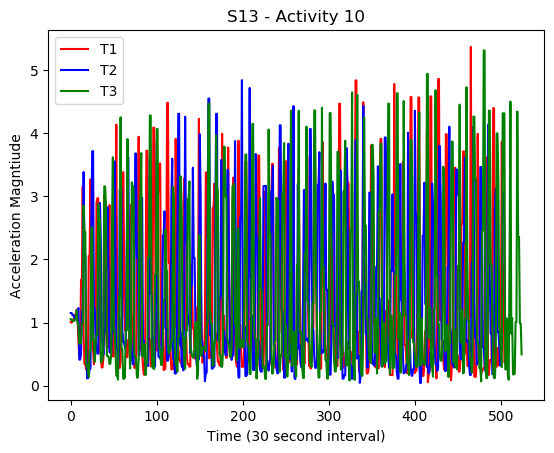 S13 - Activity 10
T1
T2
T3
Acceleration Magntiude
5
4
3
2
1
0
0 100 200 300 400 500
Time (30 second interval)